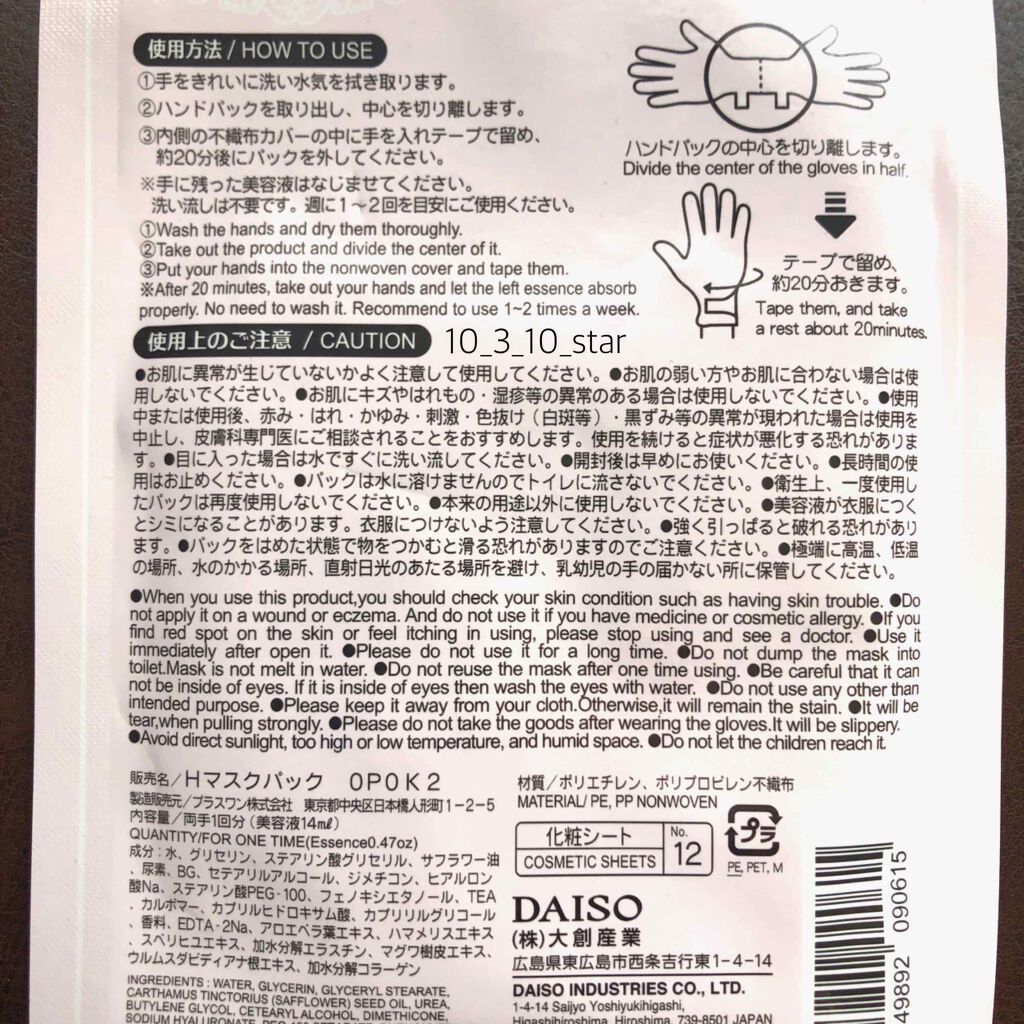 使用方法 / HOW TO USE
①手をきれいに洗い水気を拭き取ります。
②ハンドパックを取り出し、中心を切り離します。
③内側の不織布カバーの中に手を入れテープで留め、
約20分後にパックを外してください。
※手に残った美容液はなじませてください。
洗い流しは不要です。週に1〜2回を目安にご使用ください。
①Wash the hands and dry them thoroughly.
②Take out the product and divide the center of it.
③Put your hands into the nonwoven cover and tape them.
※After 20 minutes, take out your hands and let the left essence absorb
properly. No need to wash it. Recommend to use 1~2 times a week.
ハンドパックの中心を切り離します。
Divide the center of the gloves in half.
テープで留め、
約20分おきます。
Tape them, and take
a rest about 20minutes.
使用上のご注意 / CAUTION
10_3_10_star
●お肌に異常が生じていないかよく注意して使用してください。●お肌の弱い方やお肌に合わない場合は使
用しないでください。●お肌にキズやはれもの・湿疹等の異常のある場合は使用しないでください。●使用
中または使用後、赤み・はれ・かゆみ・刺激・色抜け（白斑等）・黒ずみ等の異常が現われた場合は使用を
中止し、皮膚科専門医にご相談されることをおすすめします。使用を続けると症状が悪化する恐れがありま
す。●目に入った場合は水ですぐに洗い流してください。●開封後は早めにお使いください。●長時間の使
用はお止めください。●パックは水に溶けませんのでトイレに流さないでください。●衛生上、一度使用し
たパックは再度使用しないでください。●本来の用途以外に使用しないでください。●美容液が衣服につく
とシミになることがあります。衣服につけないよう注意してください。●強く引っぱると破れる恐れがあり
ます。●パックをはめた状態で物をつかむと滑る恐れがありますのでご注意ください。●極端に高温、低温
の場所、水のかかる場所、直射日光のあたる場所を避け、乳幼児の手の届かない所に保管してください。
●When you use this product,you should check your skin condition such as having skin trouble. ●Do
not apply it on a wound or eczema. And do not use it if you have medicine or cosmetic allergy. ●If you
find red spot on the skin or feel itching in using, please stop using and see a doctor. ●Use it
immediately after open it. ●Please do not use it for a long time. ●Do not dump the mask into
toilet.Mask is not melt in water. ●Do not reuse the mask after one time using. ●Be careful that it can
not be inside of eyes. If it is inside of eyes then wash the eyes with water. ●Do not use any other than
intended purpose. ●Please keep it away from your cloth.Otherwise,it will remain the stain. ●It will be
tear,when pulling strongly. ●Please do not take the goods after wearing the gloves.It will be slippery.
●Avoid direct sunlight, too high or low temperature, and humid space. ●Do not let the children reach it.
販売名／Hマスクパック　OPOK2
製造販売元／プラスワン株式会社　東京都中央区日本橋人形町1-2-5
内容量／両手1回分（美容液14ml）
QUANTITY/FOR ONE TIME(Essence0.47oz)
成分：水、グリセリン、ステアリン酸グリセリル、サフラワー油
、尿素、BG、セテアリルアルコール、ジメチコン、ヒアルロン
酸Na、ステアリン酸PEG-100、フェノキシエタノール、TEA
、カルボマー、カプリルヒドロキサム酸、カプリリルグリコール
、香料、EDTA-2Na、アロエベラ葉エキス、ハマメリスエキス
、スベリヒユエキス、加水分解エラスチン、マグワ樹皮エキス、
ウルムスダビディアナ根エキス、加水分解コラーゲン
INGREDIENTS : WATER, GLYCERIN, GLYCERYL STEARATE,
CARTHAMUS TINCTORIUS (SAFFLOWER) SEED OIL, UREA,
BUTYLENE GLYCOL, CETEARYL ALCOHOL, DIMETHICONE,
SODIUM HYALURONATE, PEG-100 STEARATE
材質／ポリエチレン、ポリプロピレン不織布
MATERIAL/ PE, PP NONWOVEN
化粧シート
COSMETIC SHEETS
No.
12
プラ
PE, PET, M
DAISO
(株)大創産業
広島県東広島市西条吉行東1-4-14
DAISO INDUSTRIES CO., LTD.
1-4-14 Saijyo Yoshiyukihigashi,
Higashihiroshima, Hiroshima, 739-8501 JAPAN
49892 090615